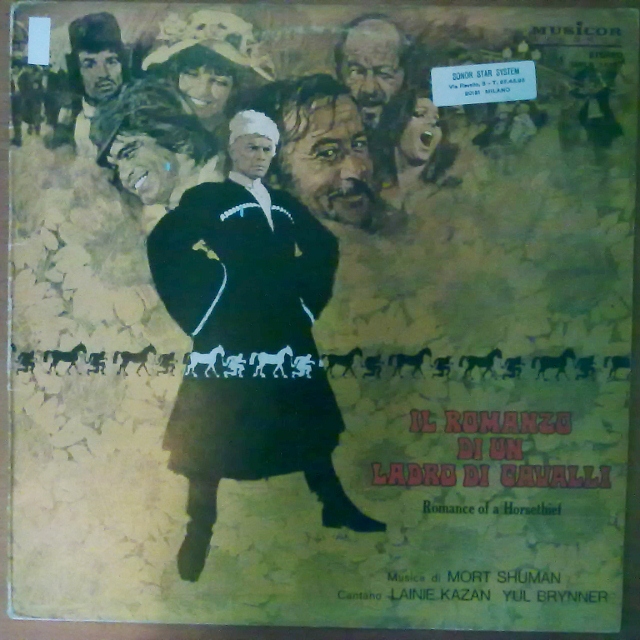 MUSICOR
SONOR STAR SYSTEM
20121 MILANO
IL ROMANZO
DI UN
LADRO DI CAVALLI
Romance of a Horsethief
Musica di MORT SHUMAN
Cantano LAINIE KAZAN YUL BRYNNER